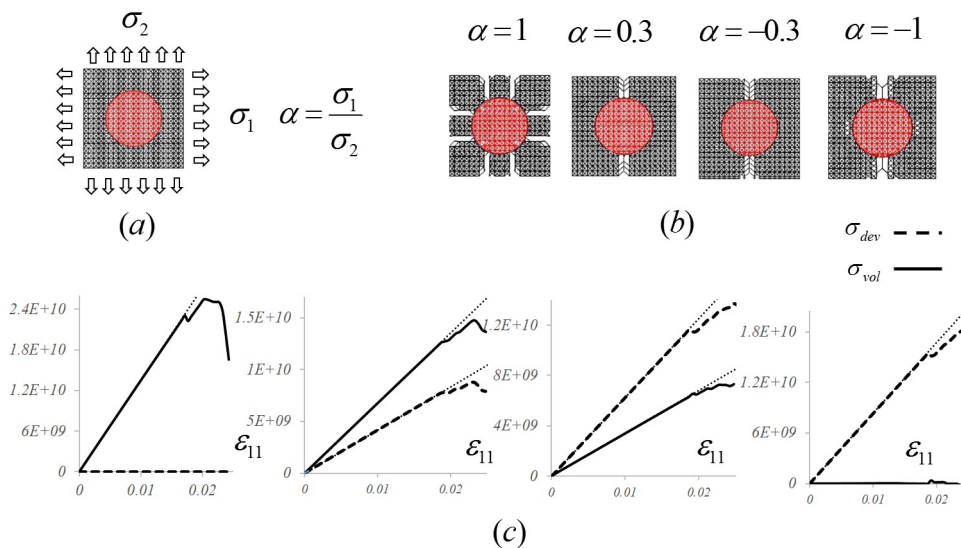 σ₂
σ₁ α = σ₁/σ₂
(a)
α = 1 α = 0.3 α = −0.3 α = −1
(b)
σ_dev
σ_vol
2.4E+10
1.8E+10
1.2E+10
6E+09
0
0 0.01 0.02
ε₁₁
1.5E+10
1E+10
5E+09
0
0 0.01 0.02
ε₁₁
1.2E+10
8E+09
4E+09
0
0 0.01 0.02
ε₁₁
1.8E+10
1.2E+10
6E+09
0
0 0.01 0.02
ε₁₁
(c)